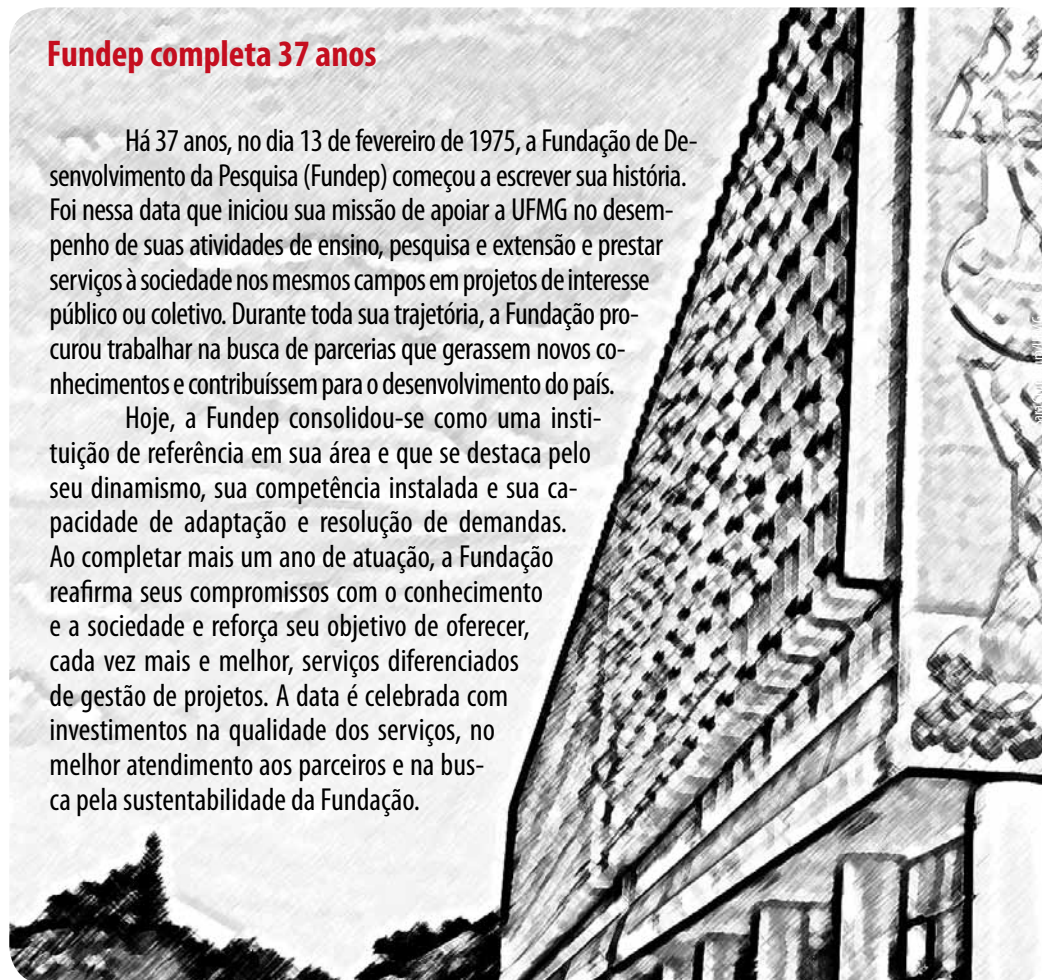 Fundep completa 37 anos
Há 37 anos, no dia 13 de fevereiro de 1975, a Fundação de De-
senvolvimento da Pesquisa (Fundep) começou a escrever sua história.
Foi nessa data que iniciou sua missão de apoiar a UFMG no desem-
penho de suas atividades de ensino, pesquisa e extensão e prestar
serviços à sociedade nos mesmos campos em projetos de interesse
público ou coletivo. Durante toda sua trajetória, a Fundação pro-
curou trabalhar na busca de parcerias que gerassem novos co-
nhecimentos e contribuíssem para o desenvolvimento do país.
Hoje, a Fundep consolidou-se como uma insti-
tuição de referência em sua área e que se destaca pelo
seu dinamismo, sua competência instalada e sua ca-
pacidade de adaptação e resolução de demandas.
Ao completar mais um ano de atuação, a Fundação
reafirma seus compromissos com o conhecimento
e a sociedade e reforça seu objetivo de oferecer,
cada vez mais e melhor, serviços diferenciados
de gestão de projetos. A data é celebrada com
investimentos na qualidade dos serviços, no
melhor atendimento aos parceiros e na bus-
ca pela sustentabilidade da Fundação.